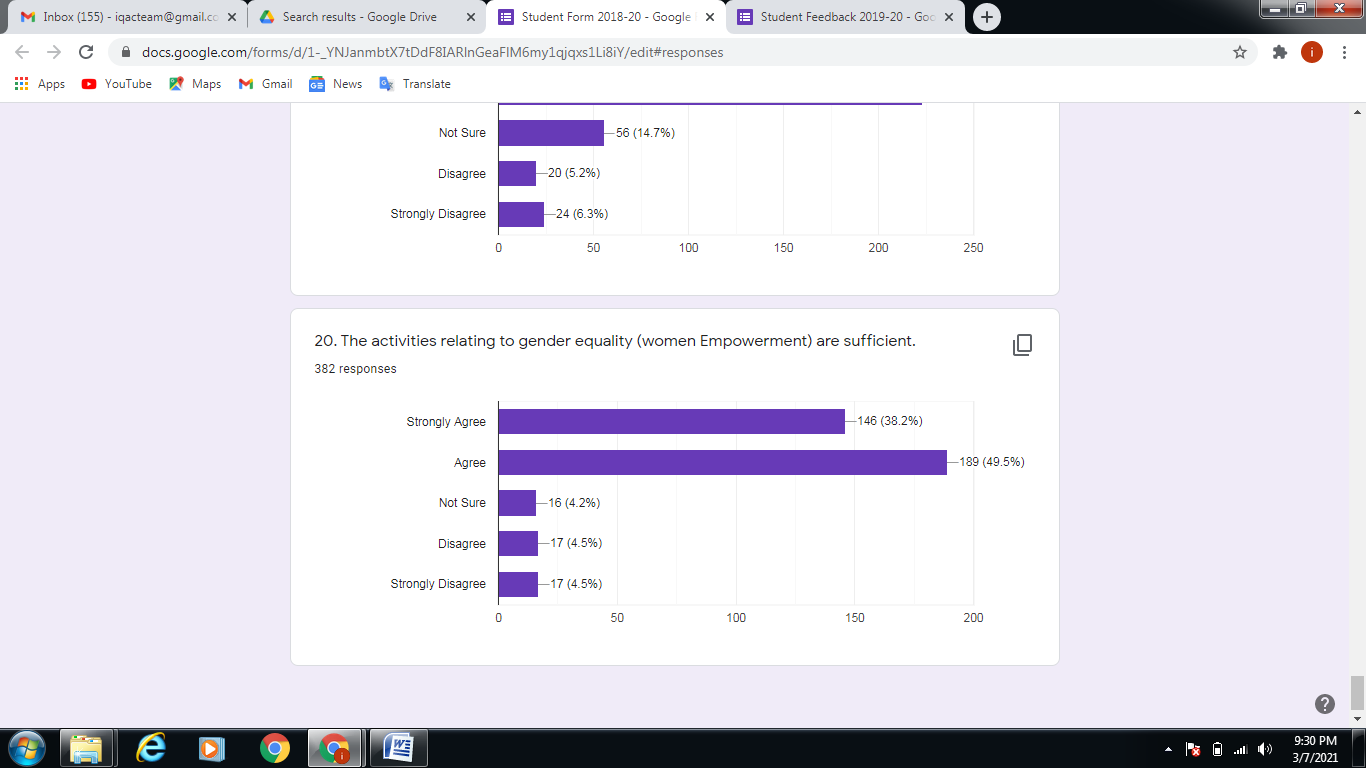 Inbox (155) - iqacteam@gmail.co
Search results - Google Drive
Student Form 2018-20 - Google
Student Feedback 2019-20 - Goo
docs.google.com/forms/d/1-_YNJanmbtX7tDdF8IARlnGeaFIM6my1qjqxs1Li8iY/edit#responses
i
Apps
YouTube
Maps
Gmail
News
Translate
Not Sure
56 (14.7%)
Disagree
20 (5.2%)
Strongly Disagree
24 (6.3%)
0 50 100 150 200 250
20. The activities relating to gender equality (women Empowerment) are sufficient.
382 responses
Strongly Agree
146 (38.2%)
Agree
189 (49.5%)
Not Sure
16 (4.2%)
Disagree
17 (4.5%)
Strongly Disagree
17 (4.5%)
0 50 100 150 200
9:30 PM
3/7/2021